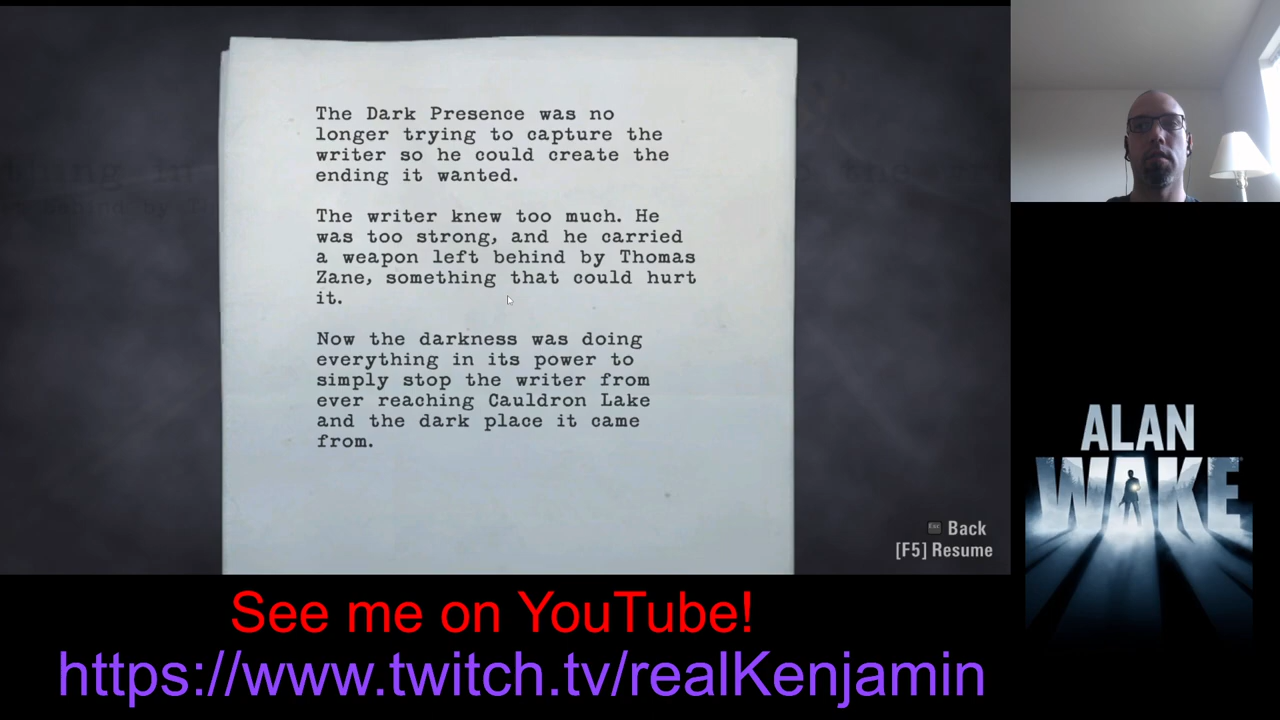 The Dark Presence was no
longer trying to capture the
writer so he could create the
ending it wanted.
The writer knew too much. He
was too strong, and he carried
a weapon left behind by Thomas
Zane, something that could hurt
it.
Now the darkness was doing
everything in its power to
simply stop the writer from
ever reaching Cauldron Lake
and the dark place it came
from.
Esc Back
[F5] Resume
ALAN
WAKE
See me on YouTube!
https://www.twitch.tv/realKenjamin